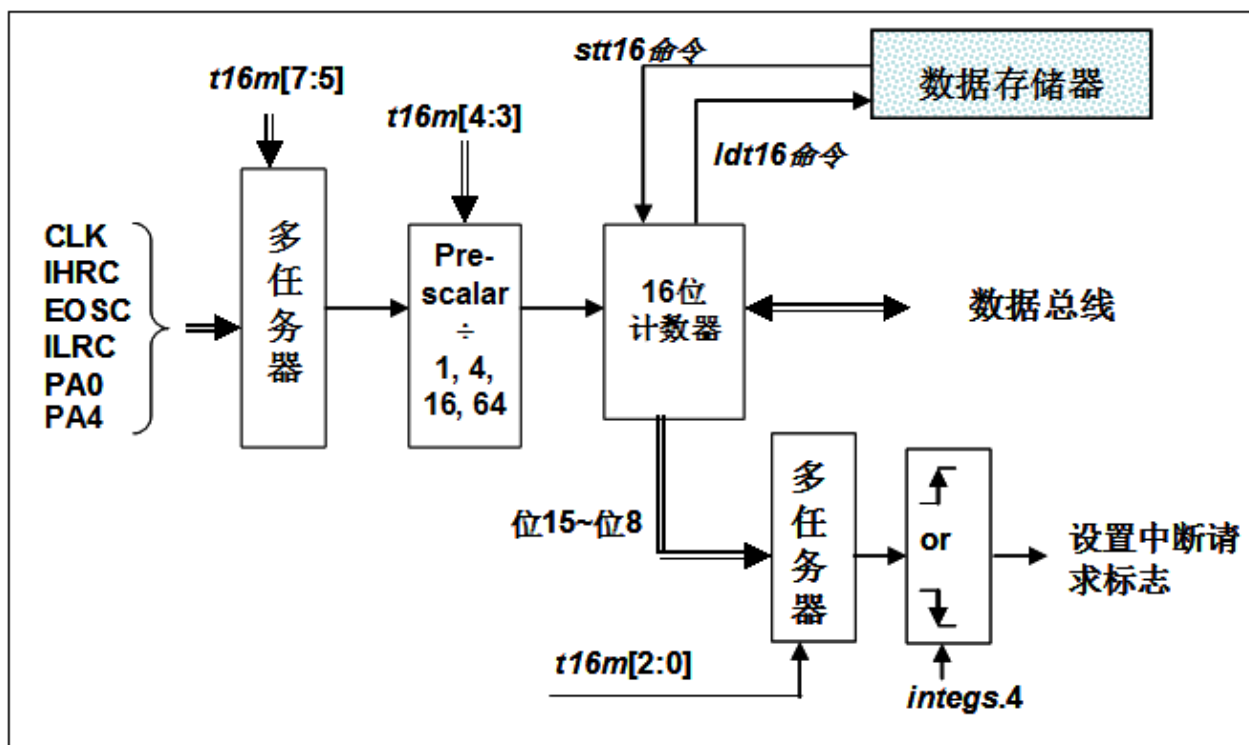 stt16命令
数据存储器
t16m[7:5]
t16m[4:3]
ldt16命令
CLK
IHRC
EOSC
ILRC
PA0
PA4
多
任
务
器
Pre-
scalar
÷
1, 4,
16, 64
16位
计数器
数据总线
位15~位8
多
任
务
器
or
设置中断请
求标志
t16m[2:0]
integs.4